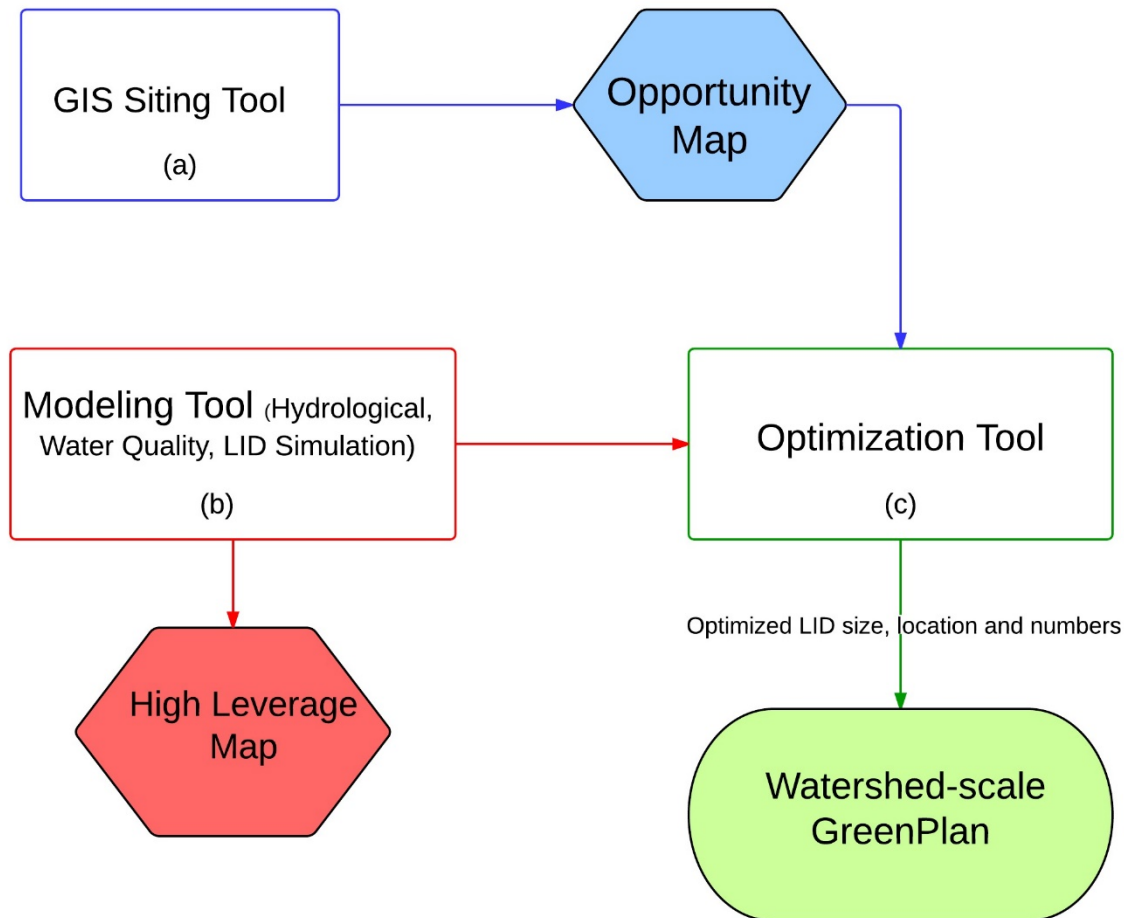 GIS Siting Tool
(a)
Opportunity
Map
Modeling Tool (Hydrological,
Water Quality, LID Simulation)
(b)
Optimization Tool
(c)
Optimized LID size, location and numbers
High Leverage
Map
Watershed-scale
GreenPlan